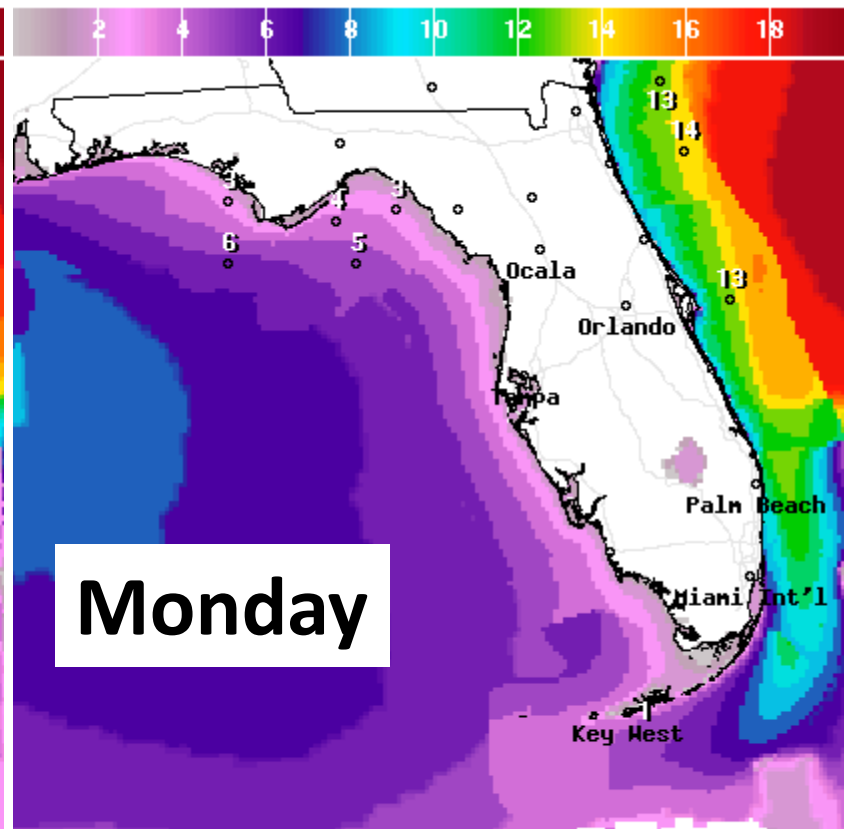 2 4 6 8 10 12 14 16 18
13
14
3 4 3
6 5
Ocala
13
Orlando
Tampa
Palm Beach
Monday
Miami Int'l
1
Key West